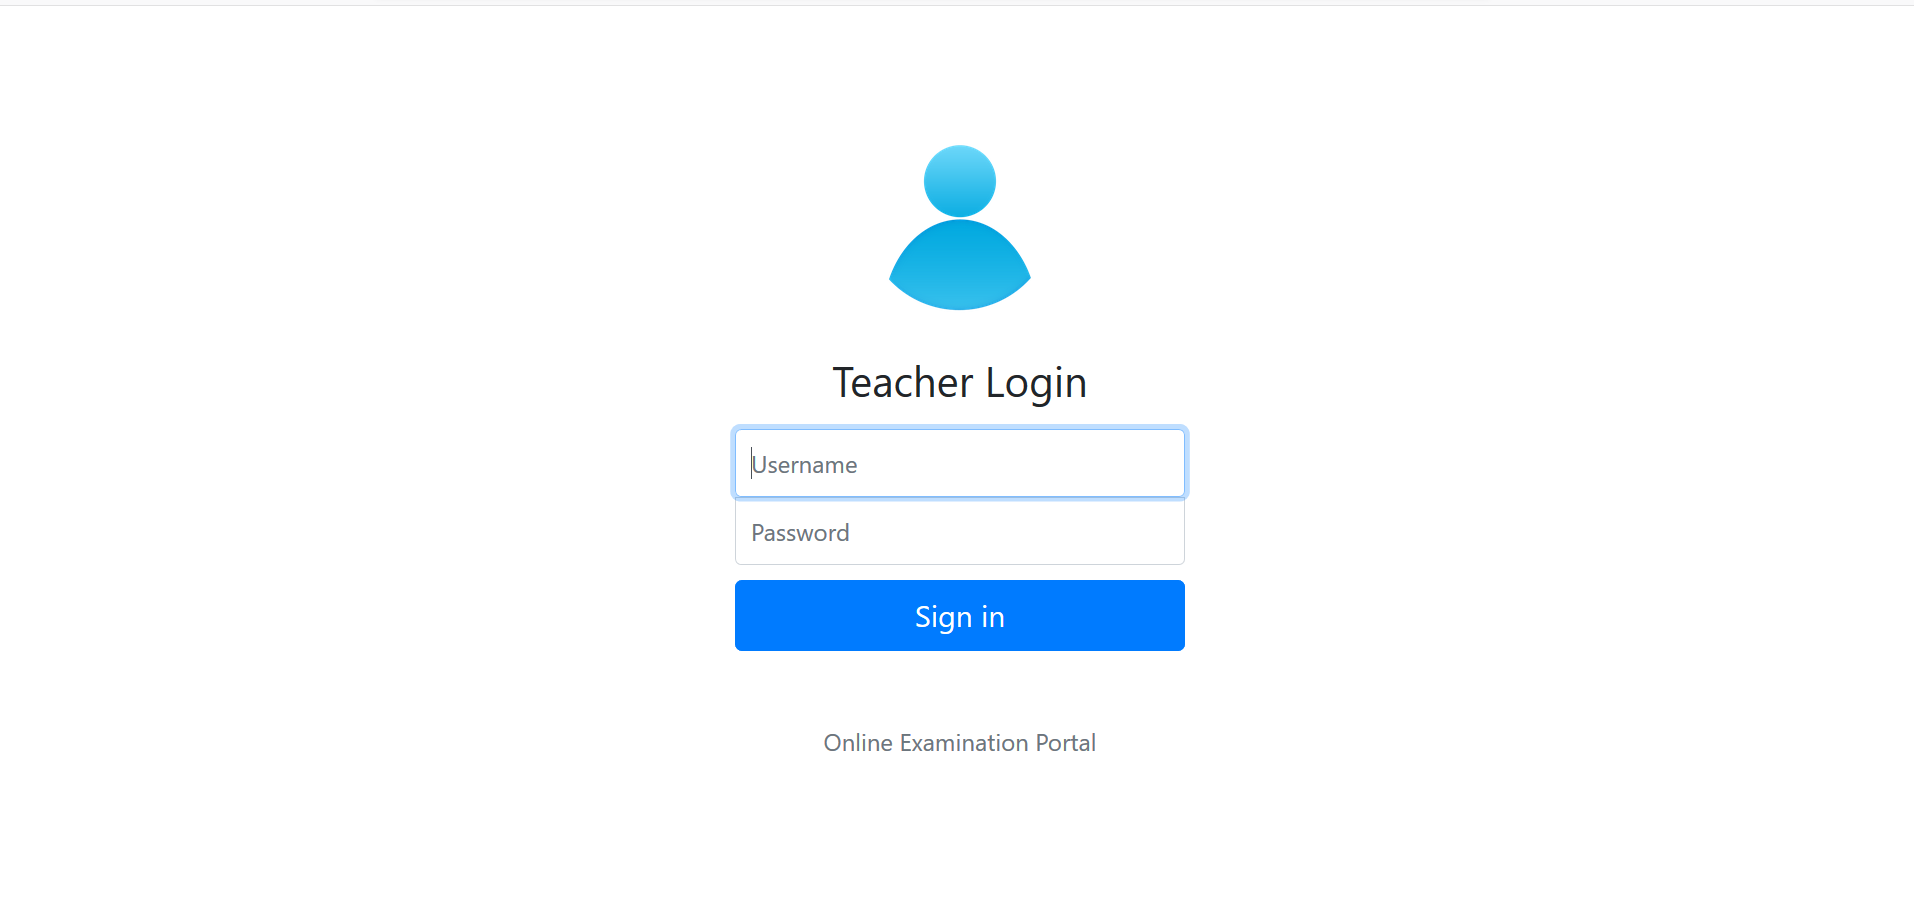 Teacher Login
Username
Password
Sign in
Online Examination Portal